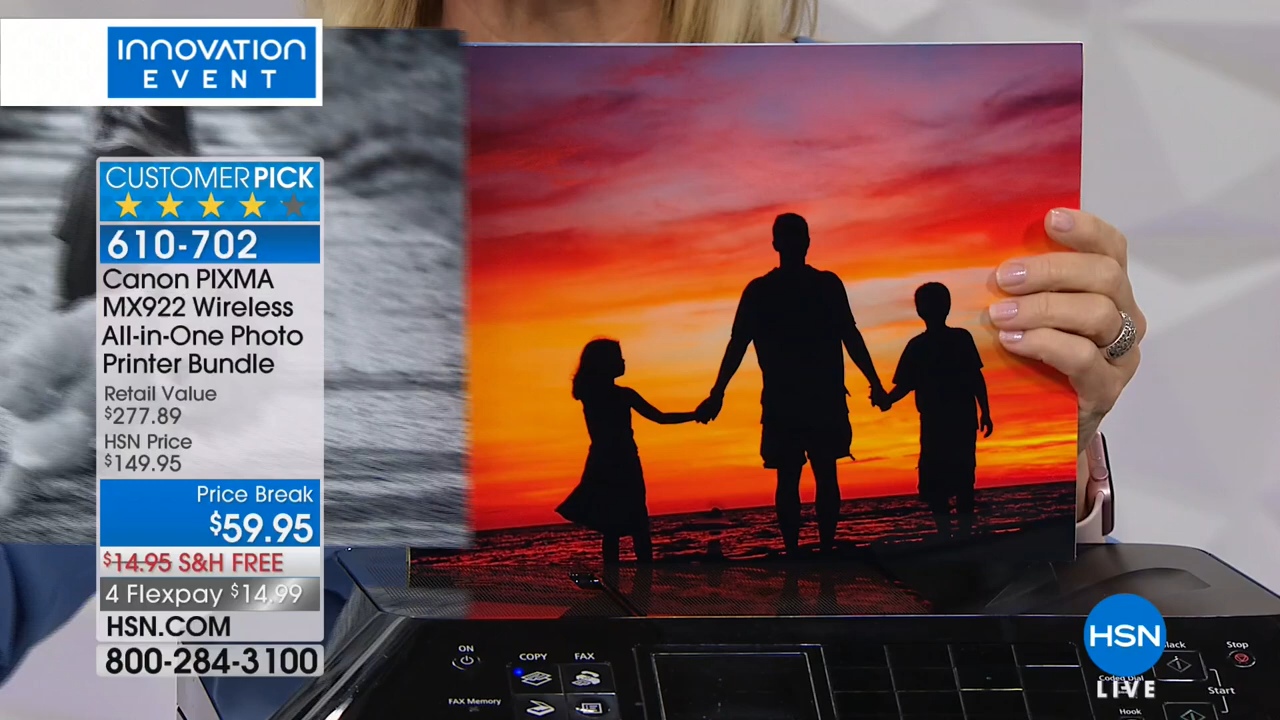 INNOVATION
EVENT
CUSTOMERPICK
610-702
Canon PIXMA
MX922 Wireless
All-in-One Photo
Printer Bundle
Retail Value
$277.89
HSN Price
$149.95
Price Break
$59.95
$14.95 S&H FREE
4 Flexpay $14.99
HSN.COM
800-284-3100
ON
COPY
FAX
FAX Memory
HSN
LIVE
lack
Stop
Coded Dial
Start
Hook